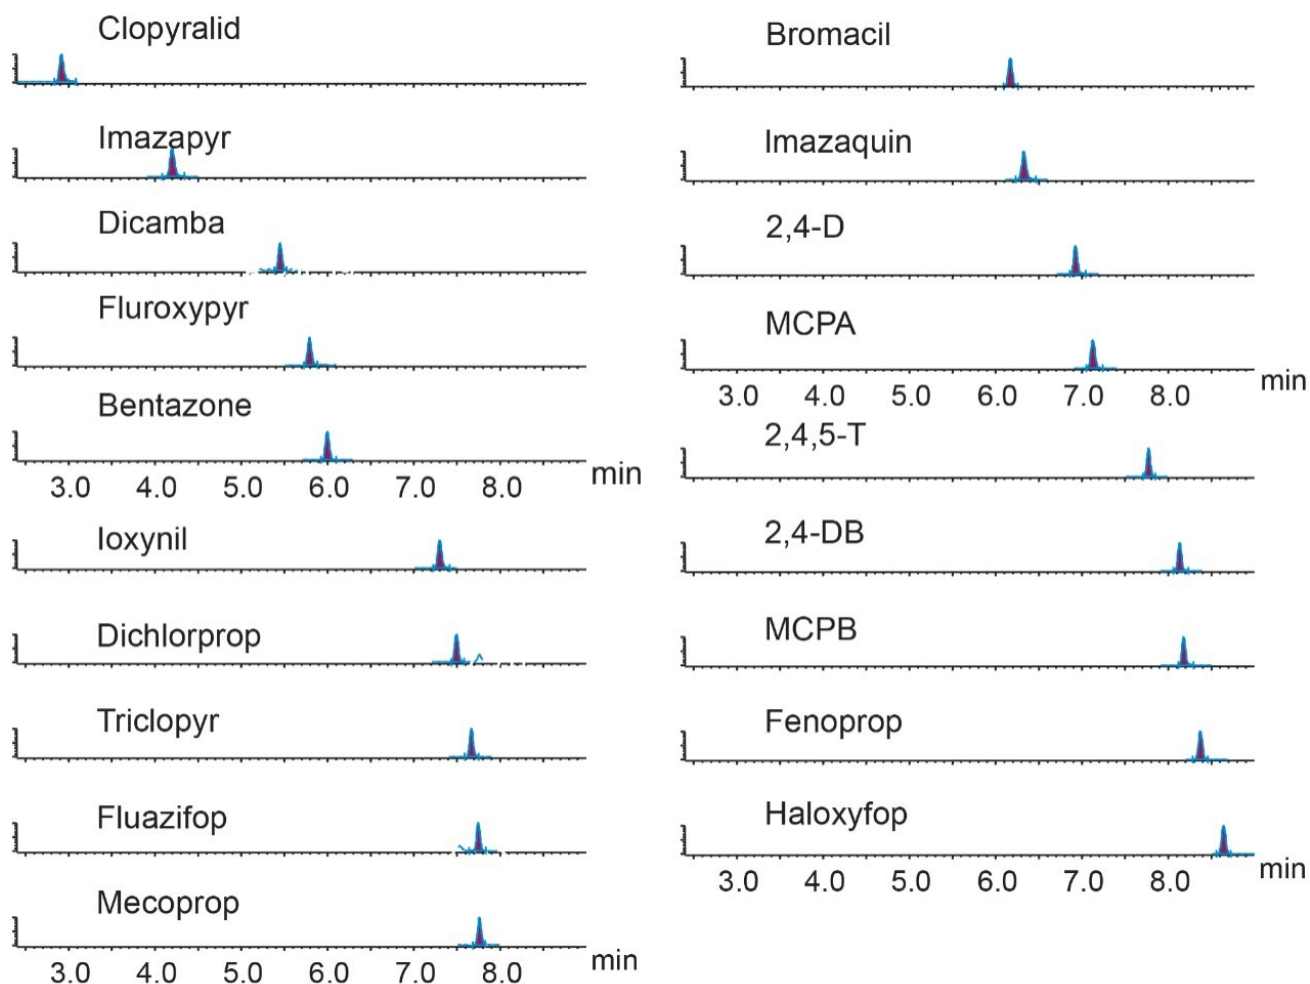 Clopyralid
Imazapyr
Dicamba
Fluroxypyr
Bentazone
min
3.0 4.0 5.0 6.0 7.0 8.0
Ioxynil
Dichlorprop
Triclopyr
Fluazifop
Mecoprop
min
3.0 4.0 5.0 6.0 7.0 8.0
Bromacil
Imazaquin
2,4-D
MCPA
min
3.0 4.0 5.0 6.0 7.0 8.0
2,4,5-T
2,4-DB
MCPB
Fenoprop
Haloxyfop
min
3.0 4.0 5.0 6.0 7.0 8.0